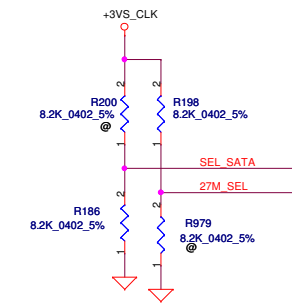 +3VS_CLK
2
2
R200
R198
8.2K_0402_5%
8.2K_0402_5%
@
1
1
SEL_SATA
27M_SEL
2
2
R186
R979
8.2K_0402_5%
8.2K_0402_5%
@
1
1